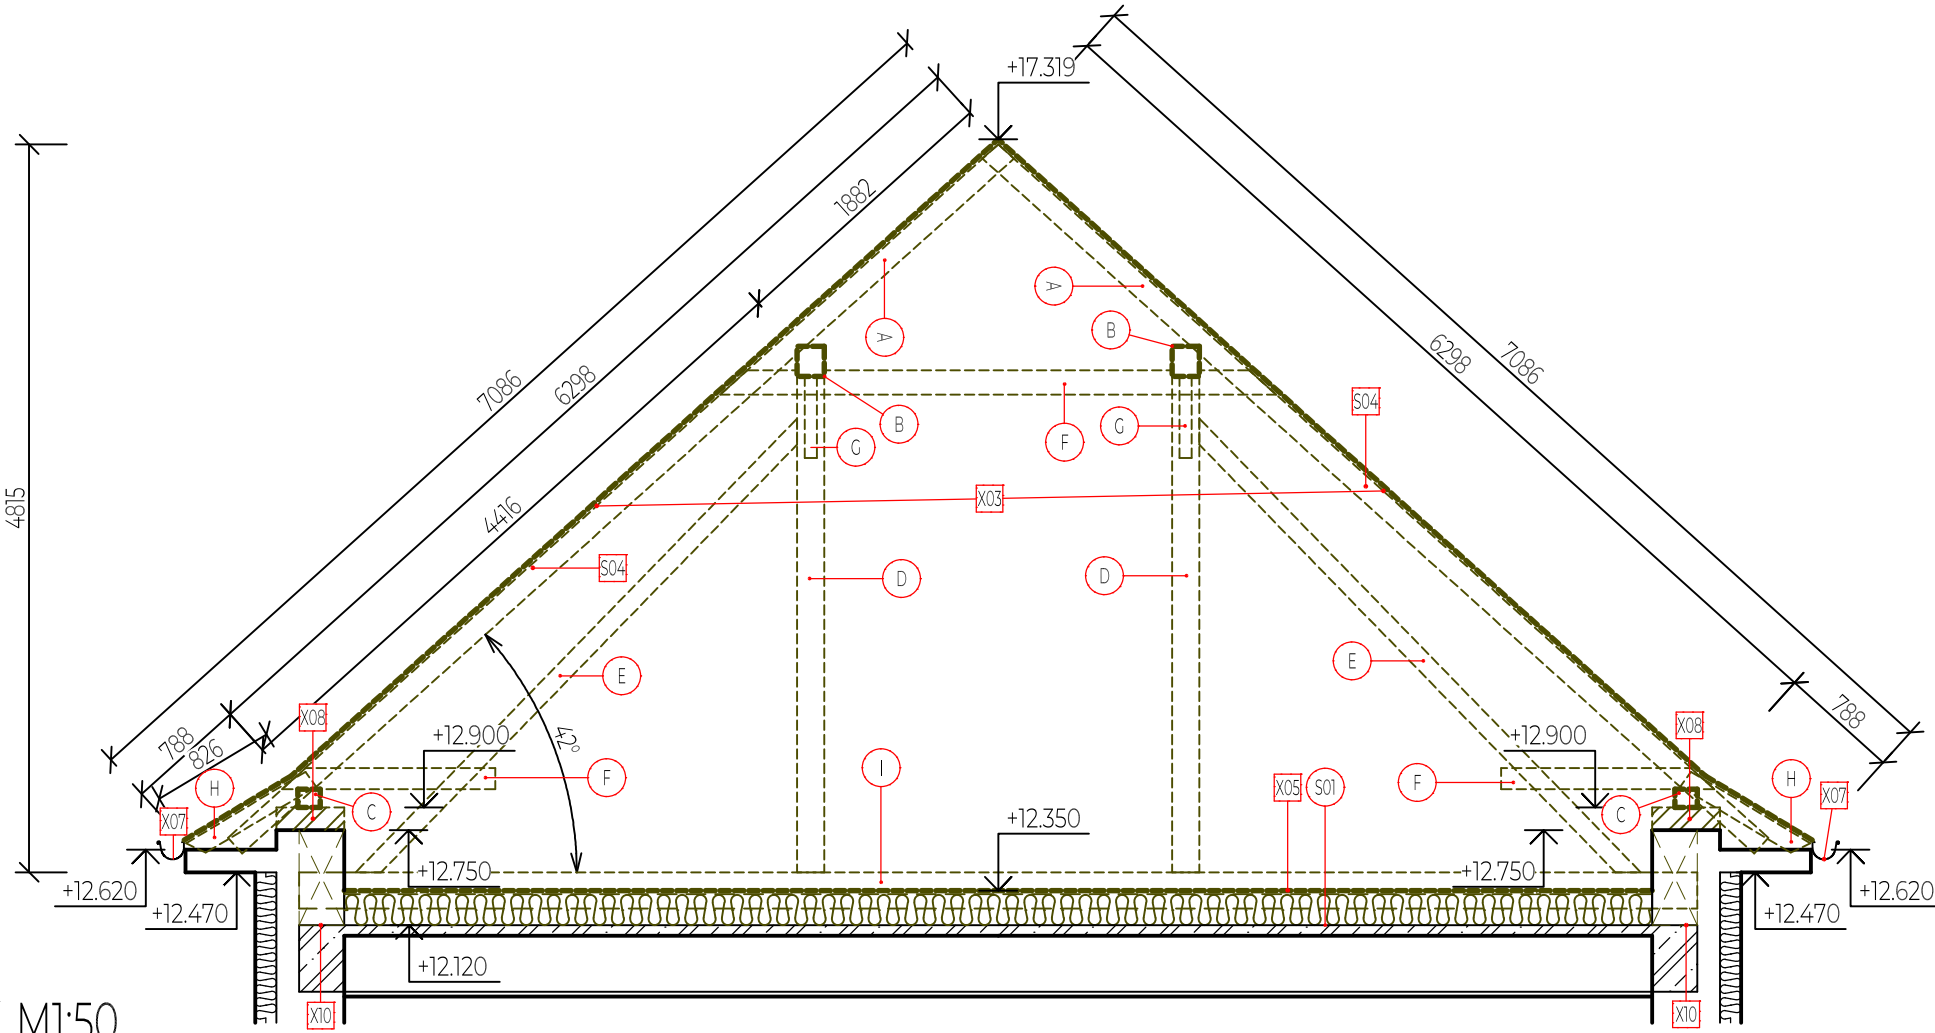 +17.319
1882
A
A
B
7086
6298
6298
7086
S04
B
F
G
G
4815
4416
X03
S04
D
D
E
E
X08
788
826
+12.900
42°
+12.900
X08
788
H
F
C
I
X05
S01
F
C
H
X07
X07
+12.350
+12.620
+12.470
+12.750
+12.750
+12.620
+12.470
+12.120
X10
X10
M1:50